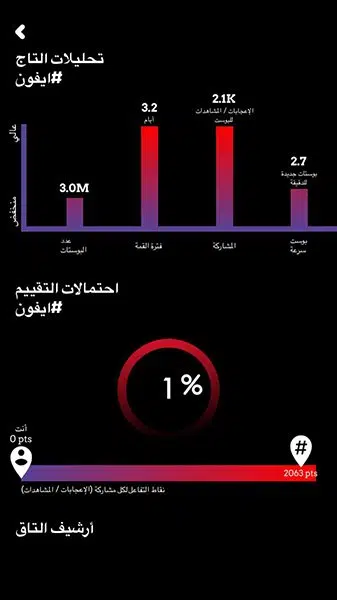 تحليلات التاج
#ايفون
عالي
منخفض
3.0M
عدد
البوستات
3.2
أيام
فترة القمة
2.1K
الإعجابات / المشاهدات
للبوست
المشاركة
2.7
بوستات جديدة
للدقيقة
بوست
سرعة
احتمالات التقييم
#ايفون
1%
أنت
0 pts
#
2063 pts
نقاط التفاعل لكل مشاركة (الإعجابات / المشاهدات)
أرشيف التاق